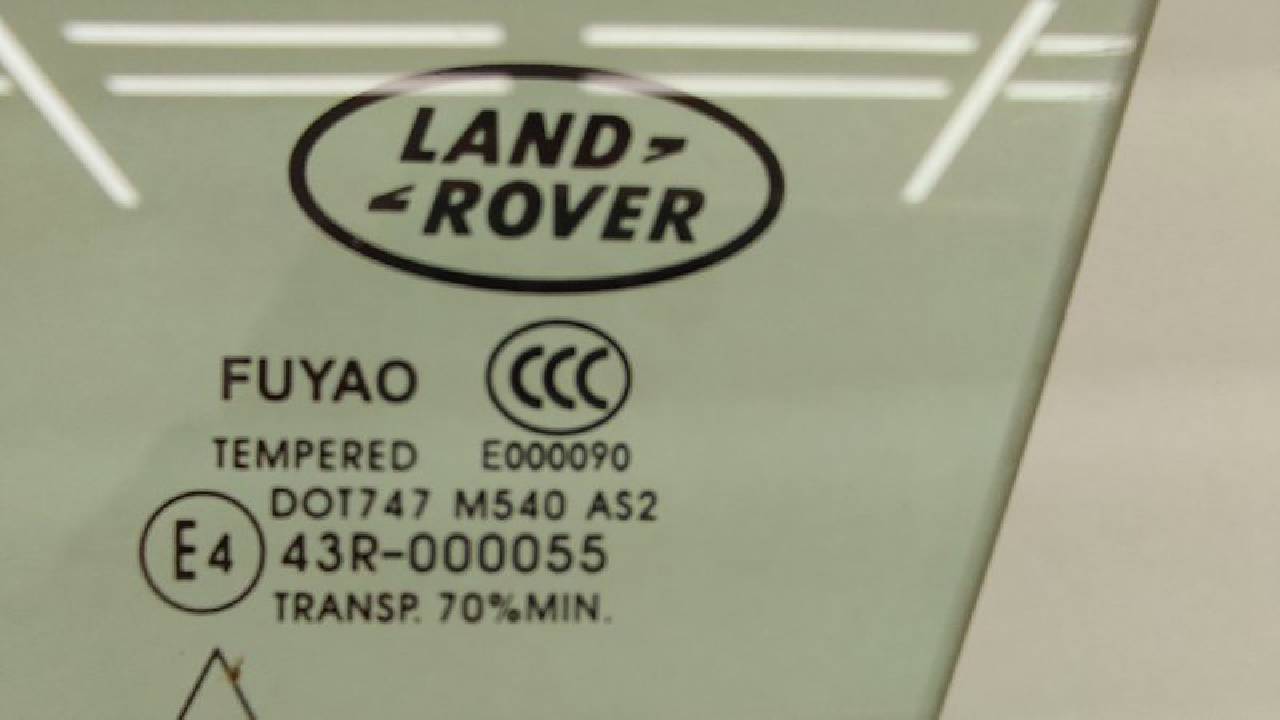 LAND
ROVER
FUYAO CCC
TEMPERED E000090
DOT747 M540 AS2
E4 43R-000055
TRANSP. 70%MIN.